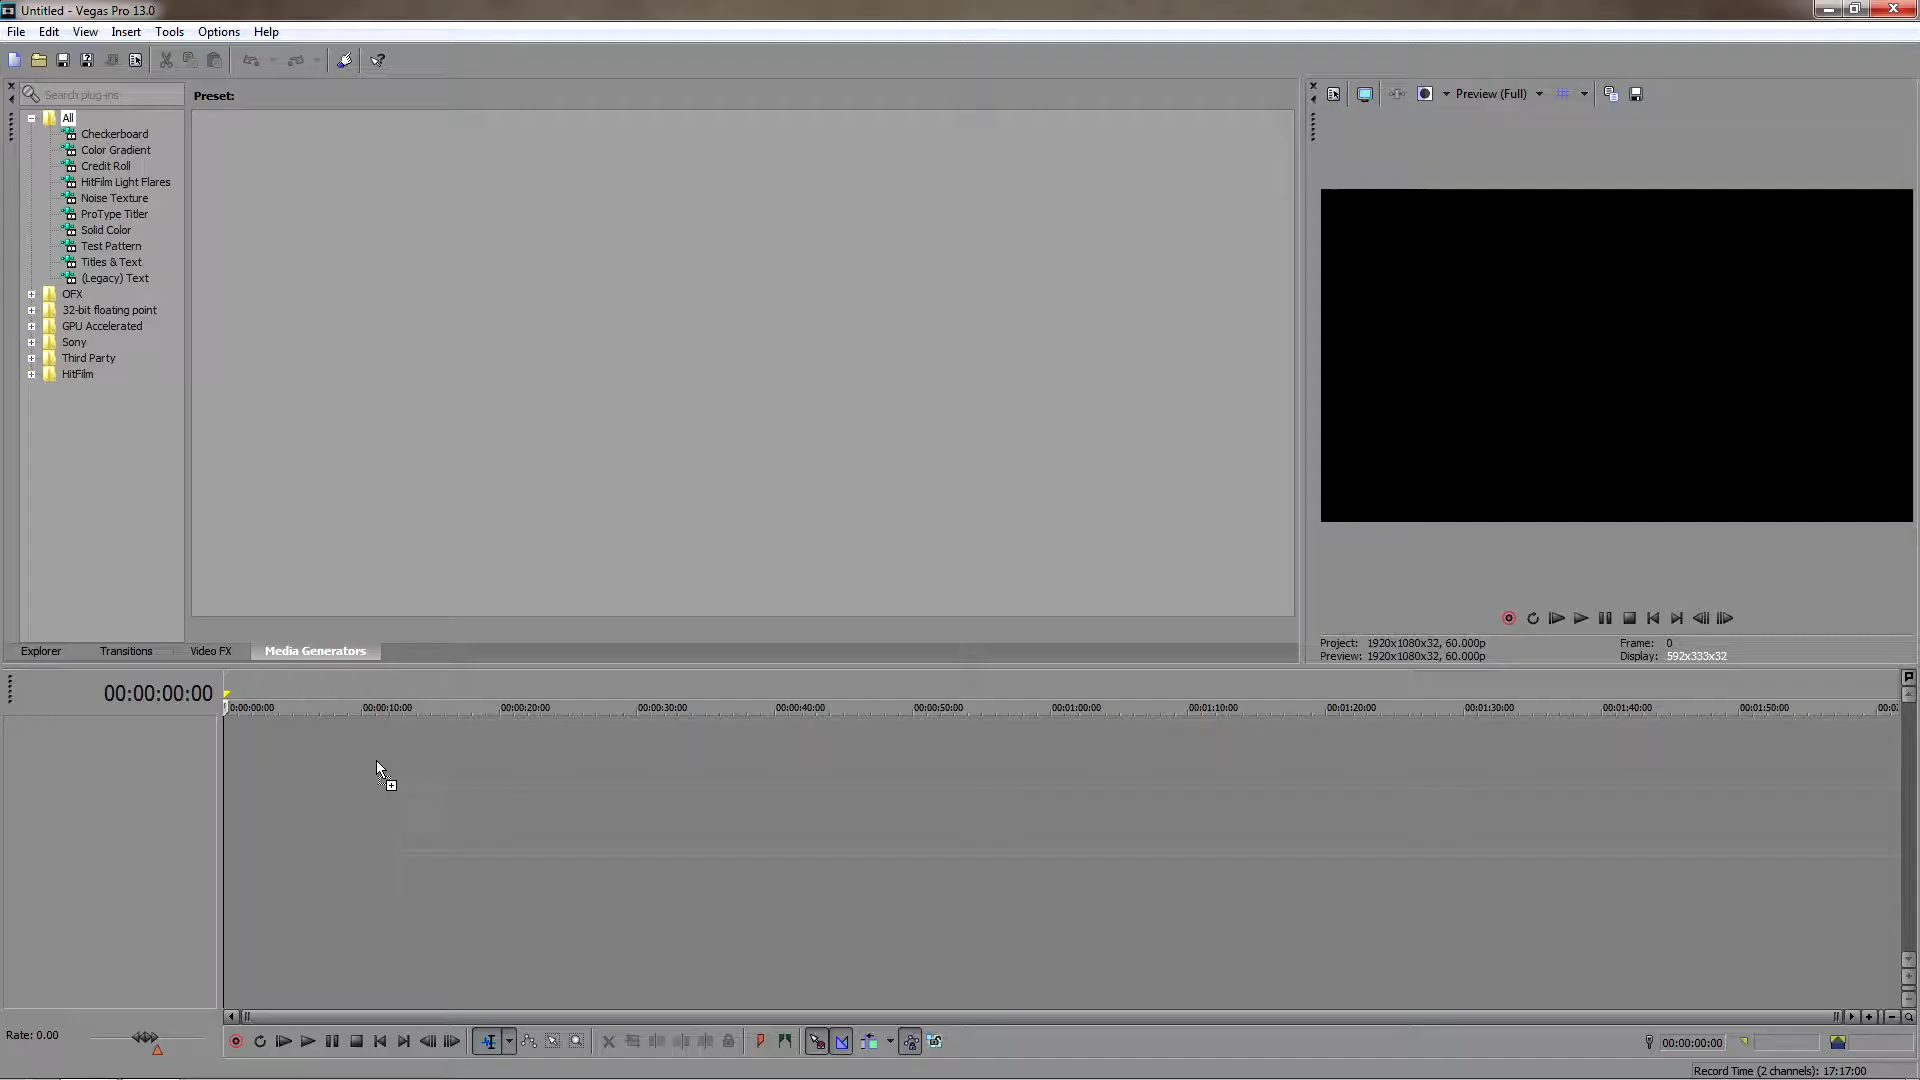 Untitled - Vegas Pro 13.0
File Edit View Insert Tools Options Help
Search plug-ins
Preset:
Preview (Full)
All
Checkerboard
Color Gradient
Credit Roll
HitFilm Light Flares
Noise Texture
ProType Titler
Solid Color
Test Pattern
Titles & Text
(Legacy) Text
OFX
32-bit floating point
GPU Accelerated
Sony
Third Party
HitFilm
Explorer Transitions Video FX Media Generators
Project: 1920x1080x32, 60.000p Frame: 0
Preview: 1920x1080x32, 60.000p Display: 592x333x32
00:00:00:00
0:00:00:00 00:00:10:00 00:00:20:00 00:00:30:00 00:00:40:00 00:00:50:00 00:01:00:00 00:01:10:00 00:01:20:00 00:01:30:00 00:01:40:00 00:01:50:00
Rate: 0.00
00:00:00:00
Record Time (2 channels): 17:17:00